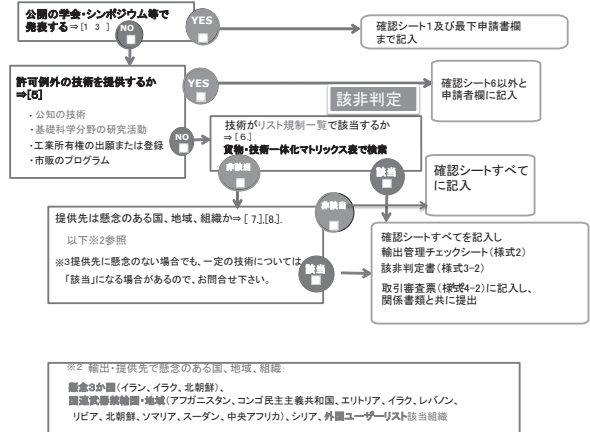 公開の学会・シンポジウム等で
発表する⇒[1 3 ]
YES
NO
確認シート1及び最下申請書欄
まで記入
許可例外の技術を提供するか
⇒[5]
・公知の技術
・基礎科学分野の研究活動
・工業所有権の出願または登録
・市販のプログラム
YES
NO
確認シート6以外と
申請者欄に記入
該非判定
技術がリスト規制一覧で該当するか
⇒[6.]
貨物・技術一体化マトリックス表で検索
非該当
該当
確認シートすべて
に記入
提供先は懸念のある国、地域、組織か⇒[ 7.],[8.].
以下※2参照
※3提供先に懸念のない場合でも、一定の技術については
「該当」になる場合があるので、お問合せ下さい。
非該当
該当
確認シートすべてを記入し
輸出管理チェックシート(様式2)
該非判定書(様式3-2)
取引審査票(様式4-2)に記入し、
関係書類と共に提出
※2 輸出・提供先で懸念のある国、地域、組織:
懸念3か国(イラン、イラク、北朝鮮)、
国連武器禁輸国・地域(アフガニスタン、コンゴ民主主義共和国、エリトリア、イラク、レバノン、
リビア、北朝鮮、ソマリア、スーダン、中央アフリカ)、シリア、外国ユーザーリスト該当組織